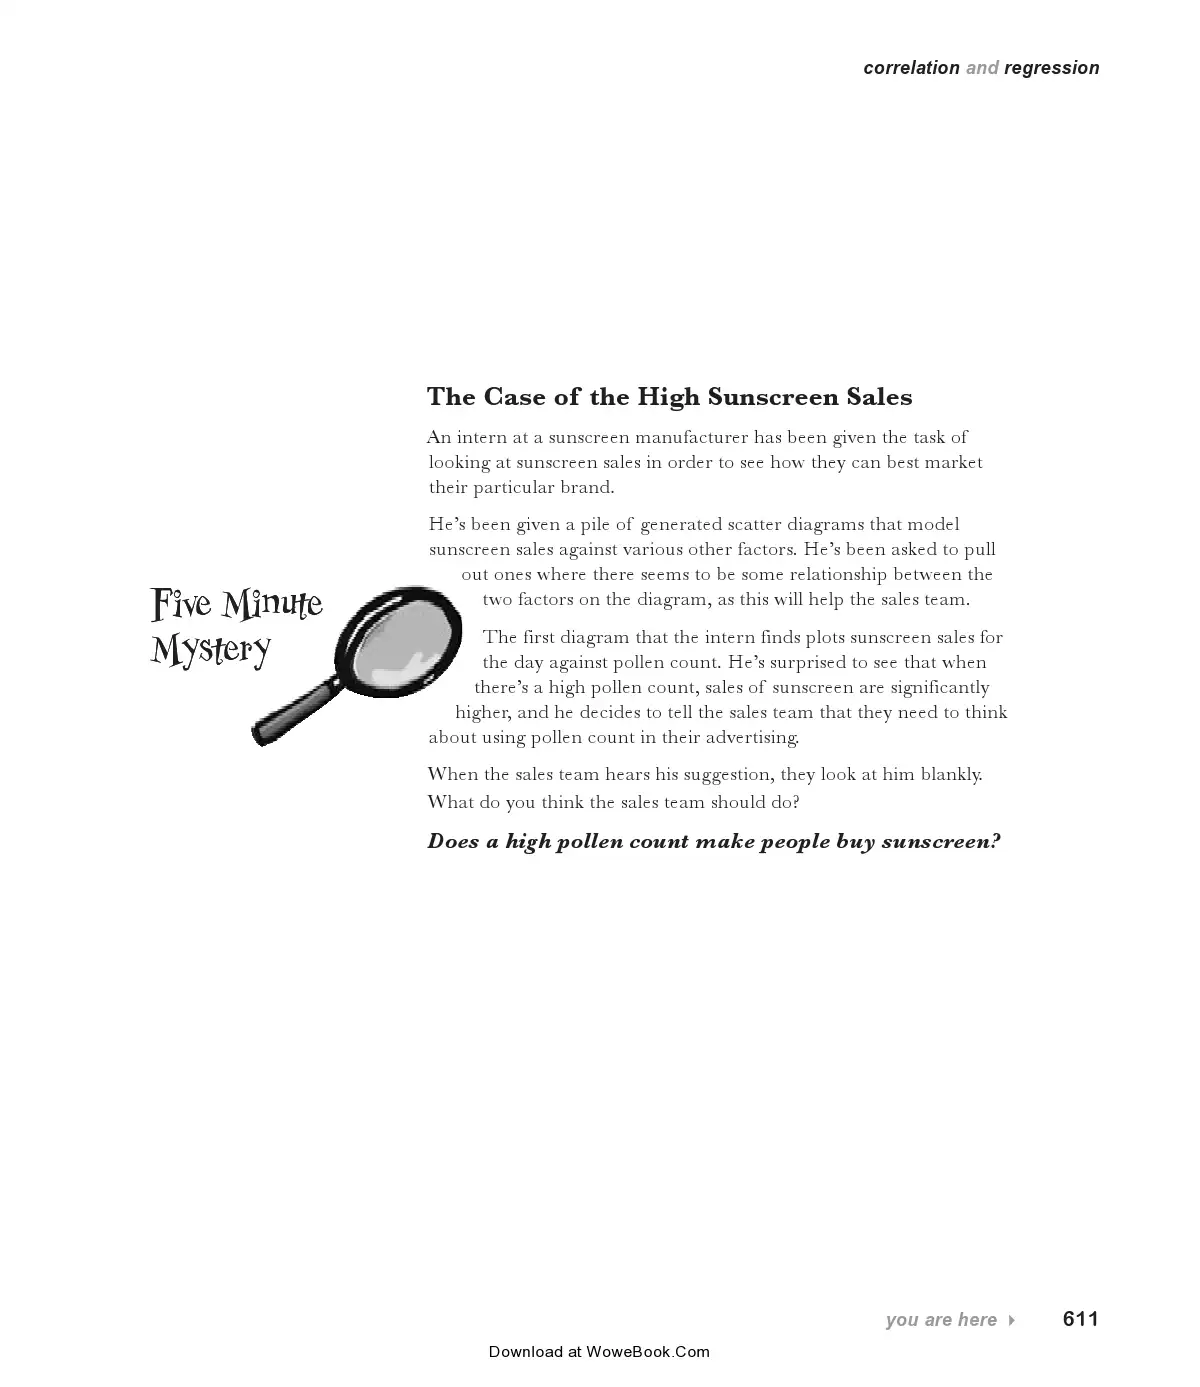 correlation and regression
The Case of the High Sunscreen Sales
An intern at a sunscreen manufacturer has been given the task of
looking at sunscreen sales in order to see how they can best market
their particular brand.
He’s been given a pile of generated scatter diagrams that model
sunscreen sales against various other factors. He’s been asked to pull
out ones where there seems to be some relationship between the
two factors on the diagram, as this will help the sales team.
Five Minute
Mystery
The first diagram that the intern finds plots sunscreen sales for
the day against pollen count. He’s surprised to see that when
there’s a high pollen count, sales of sunscreen are significantly
higher, and he decides to tell the sales team that they need to think
about using pollen count in their advertising.
When the sales team hears his suggestion, they look at him blankly.
What do you think the sales team should do?
Does a high pollen count make people buy sunscreen?
you are here
611
Download at WoweBook.Com